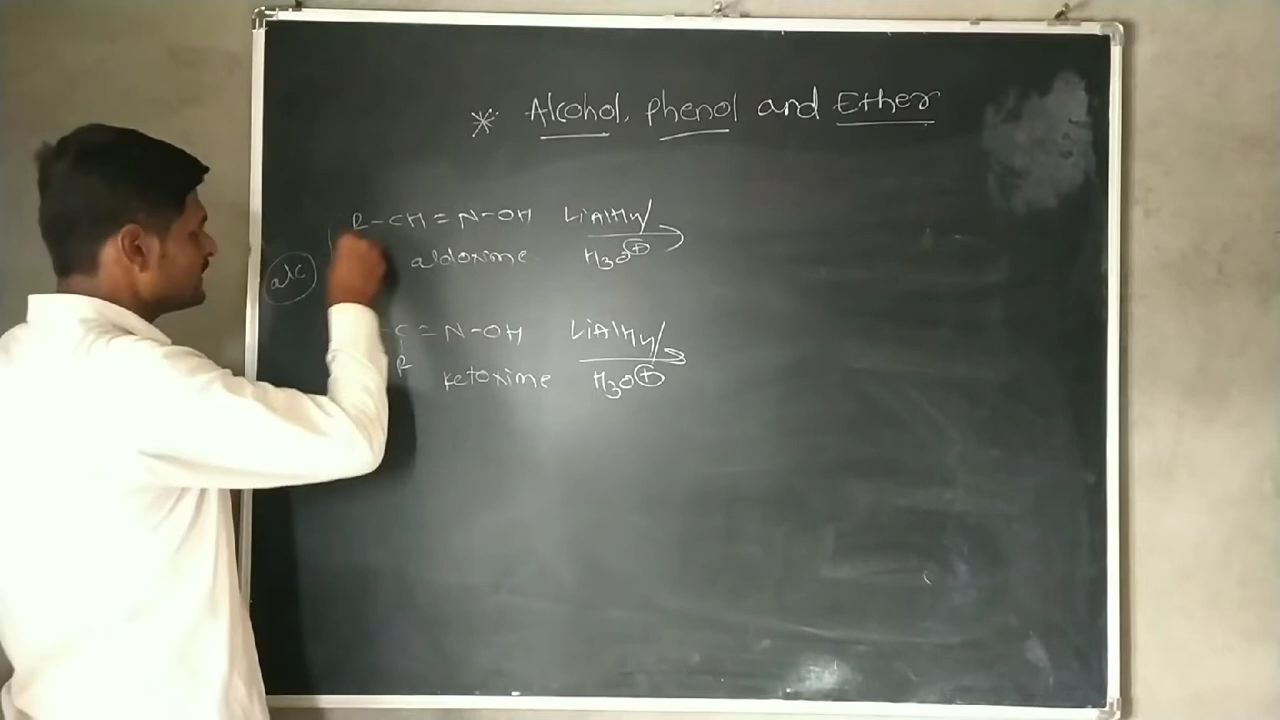 * Alcohol, phenol and Ether
R-CH=N-OH LiAlH4/
alc aldoxime H3O⊕
-C=N-OH LiAlH4/
R ketoxime H3O⊕